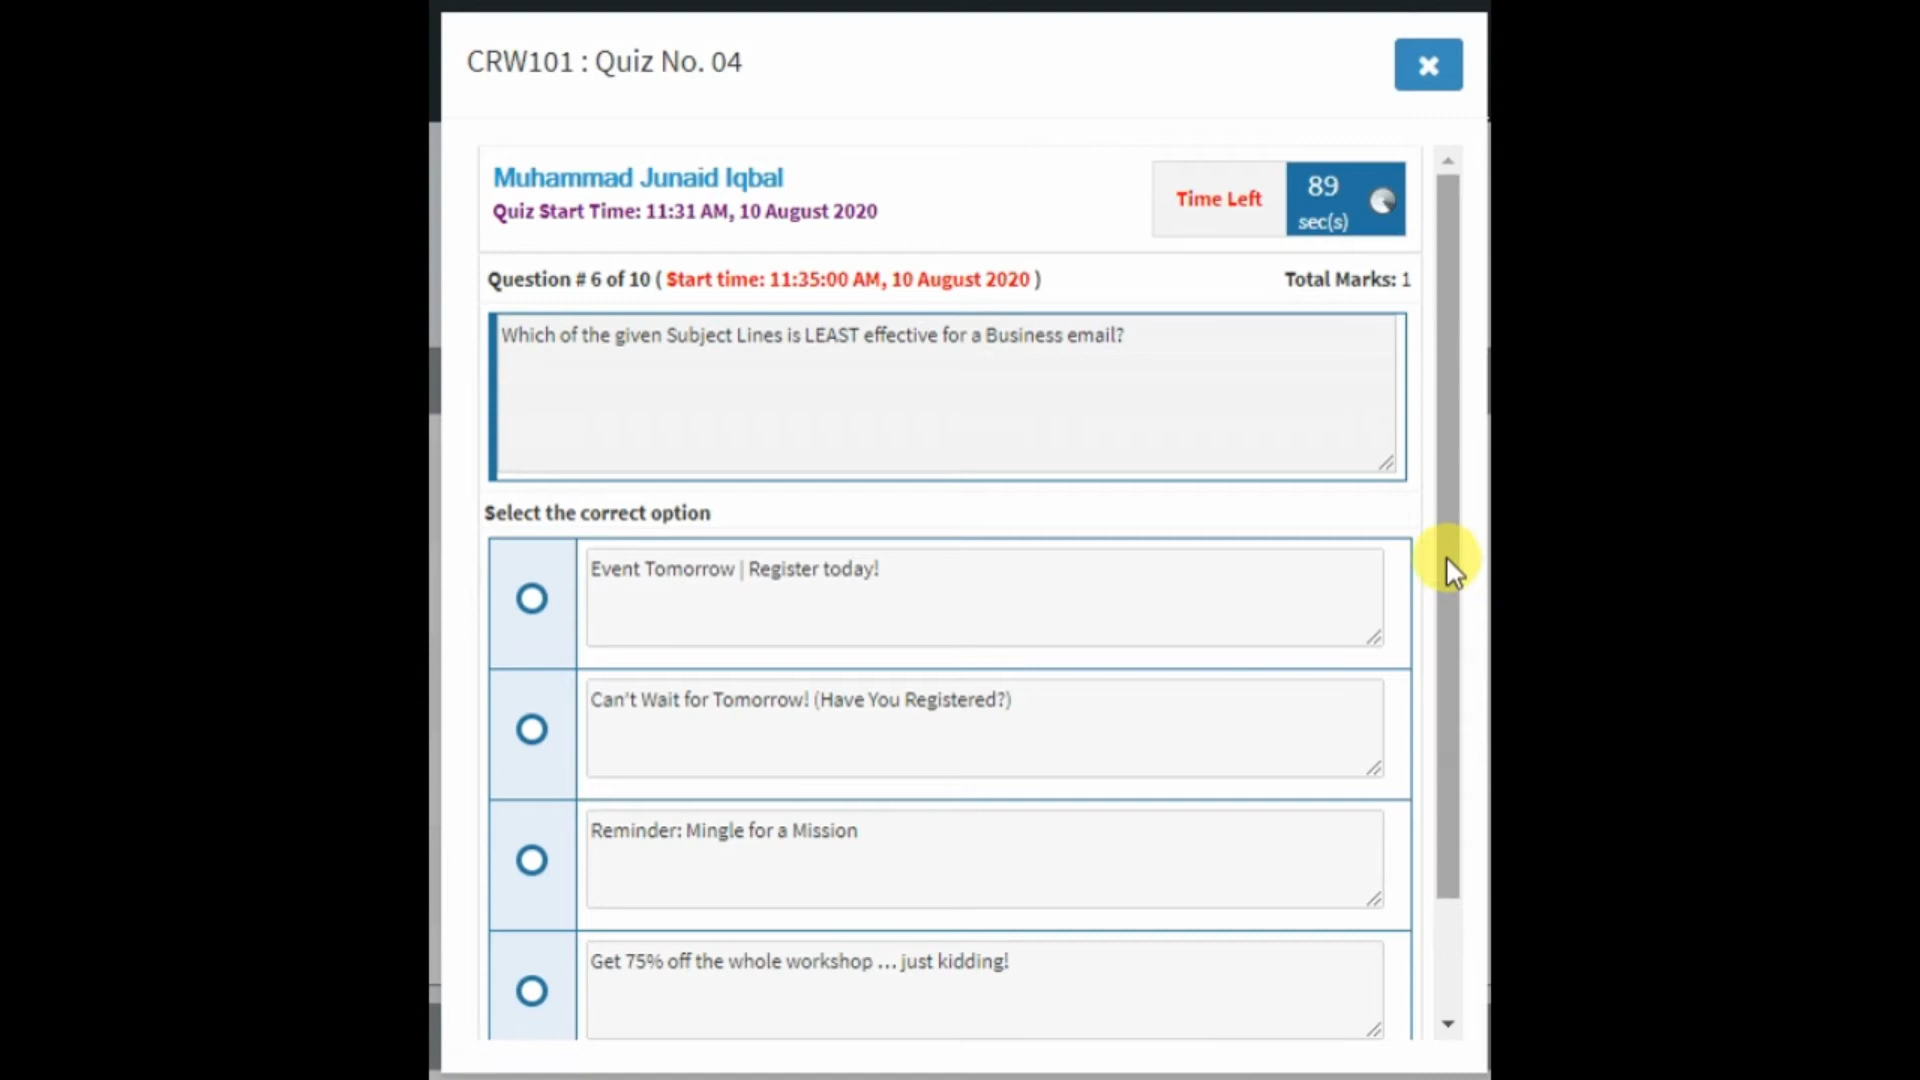 CRW101 : Quiz No. 04
Muhammad Junaid Iqbal
Quiz Start Time: 11:31 AM, 10 August 2020
Time Left
89
sec(s)
Question # 6 of 10 ( Start time: 11:35:00 AM, 10 August 2020 )
Total Marks: 1
Which of the given Subject Lines is LEAST effective for a Business email?
Select the correct option
Event Tomorrow | Register today!
Can't Wait for Tomorrow! (Have You Registered?)
Reminder: Mingle for a Mission
Get 75% off the whole workshop ... just kidding!